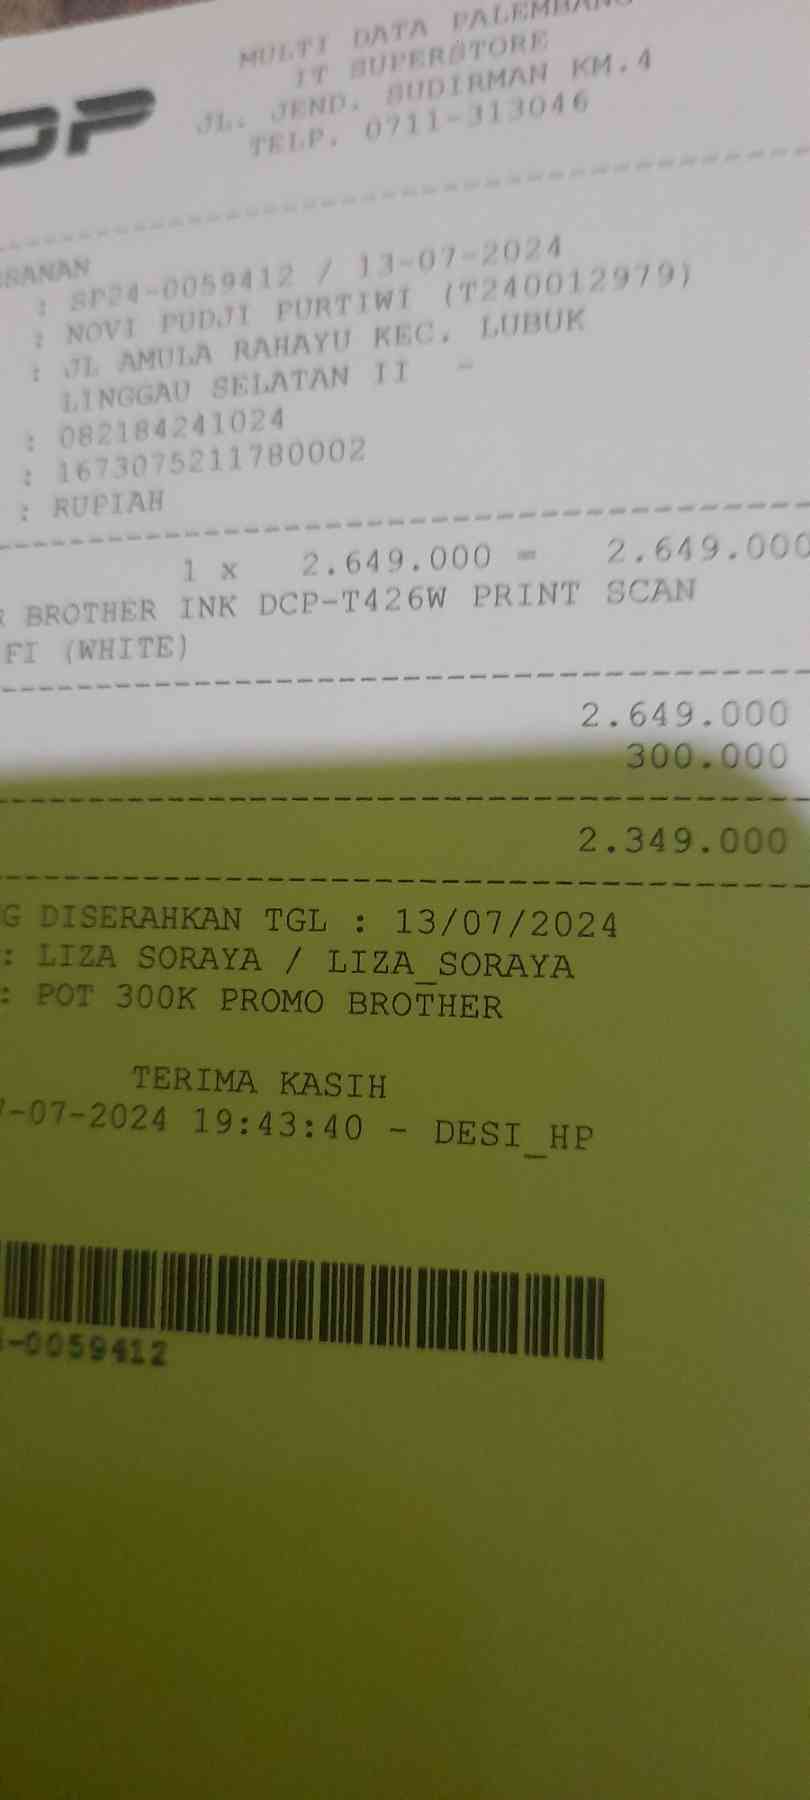 MULTI DATA PALEMBANG
IT SUPERSTORE
JL. JEND. SUDIRMAN KM.4
TELP. 0711-313046
DP
SANAN
: SP24-0059412 / 13-07-2024
: NOVI PUDJI PURTIWI (T240012979)
: JL AMULA RAHAYU KEC. LUBUK
LINGGAU SELATAN II -
: 082184241024
: 1673075211780002
: RUPIAH
1 x 2.649.000 = 2.649.000
R BROTHER INK DCP-T426W PRINT SCAN
FI (WHITE)
2.649.000
300.000
2.349.000
G DISERAHKAN TGL : 13/07/2024
: LIZA SORAYA / LIZA_SORAYA
: POT 300K PROMO BROTHER
TERIMA KASIH
-07-2024 19:43:40 - DESI_HP
-0059412